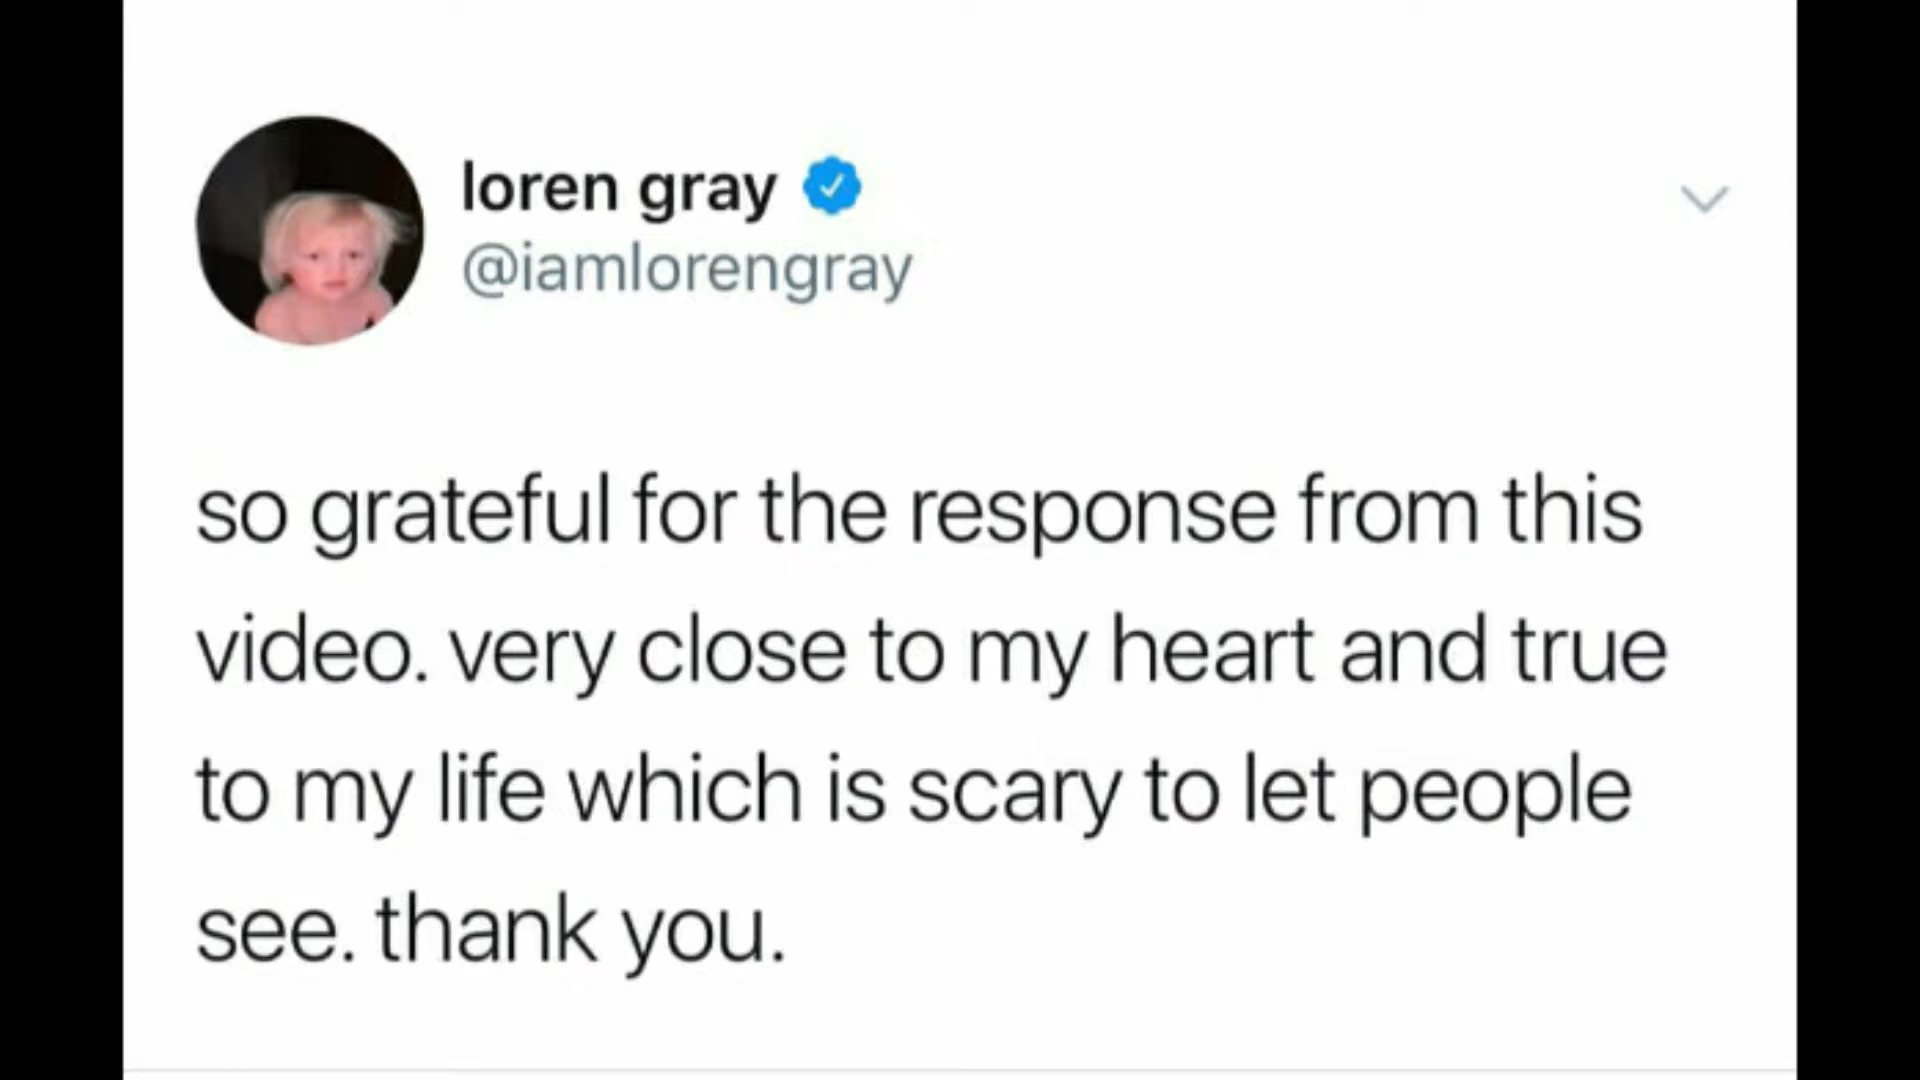 loren gray
@iamlorengray
so grateful for the response from this
video. very close to my heart and true
to my life which is scary to let people
see. thank you.